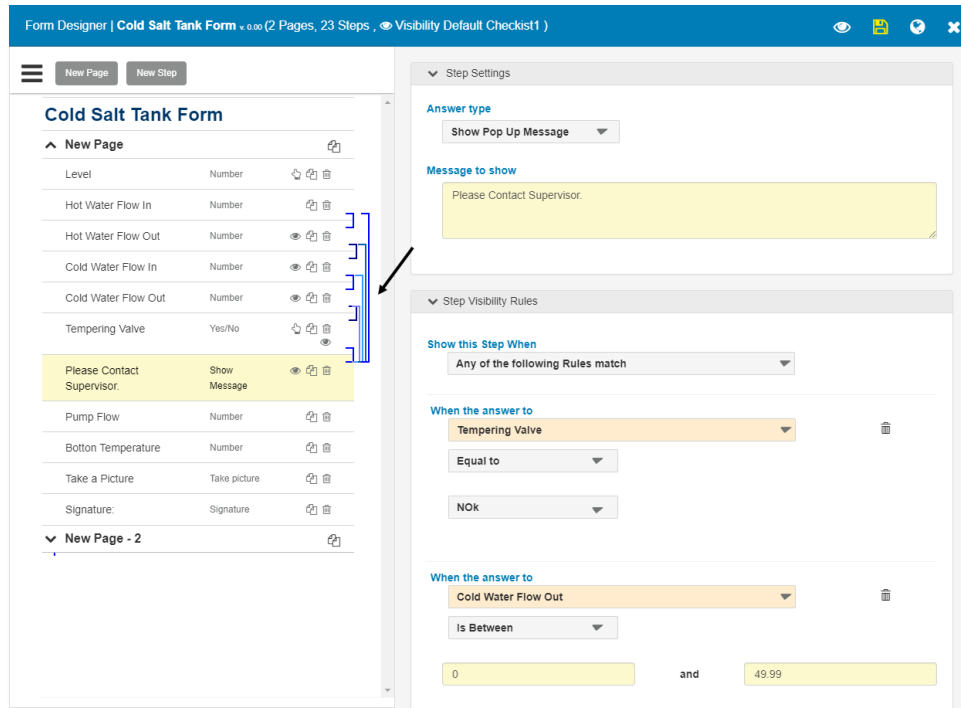 Form Designer | Cold Salt Tank Form v. 0.00 (2 Pages, 23 Steps , Visibility Default Checkist1 )
New Page New Step
Cold Salt Tank Form
New Page
Level Number
Hot Water Flow In Number
Hot Water Flow Out Number
Cold Water Flow In Number
Cold Water Flow Out Number
Tempering Valve Yes/No
Please Contact Supervisor. Show Message
Pump Flow Number
Botton Temperature Number
Take a Picture Take picture
Signature: Signature
New Page - 2
Step Settings
Answer type
Show Pop Up Message
Message to show
Please Contact Supervisor.
Step Visibility Rules
Show this Step When
Any of the following Rules match
When the answer to
Tempering Valve
Equal to
NOk
When the answer to
Cold Water Flow Out
Is Between
0 and 49.99